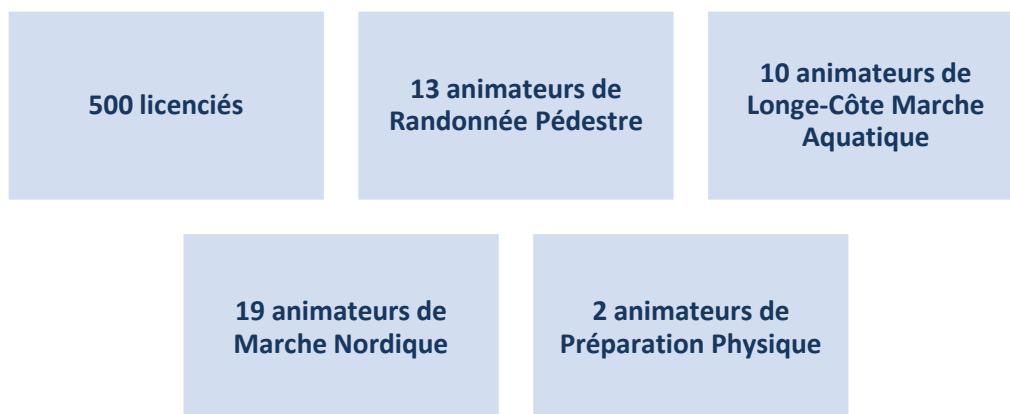 500 licenciés
13 animateurs de
Randonnée Pédestre
10 animateurs de
Longe-Côte Marche
Aquatique
19 animateurs de
Marche Nordique
2 animateurs de
Préparation Physique